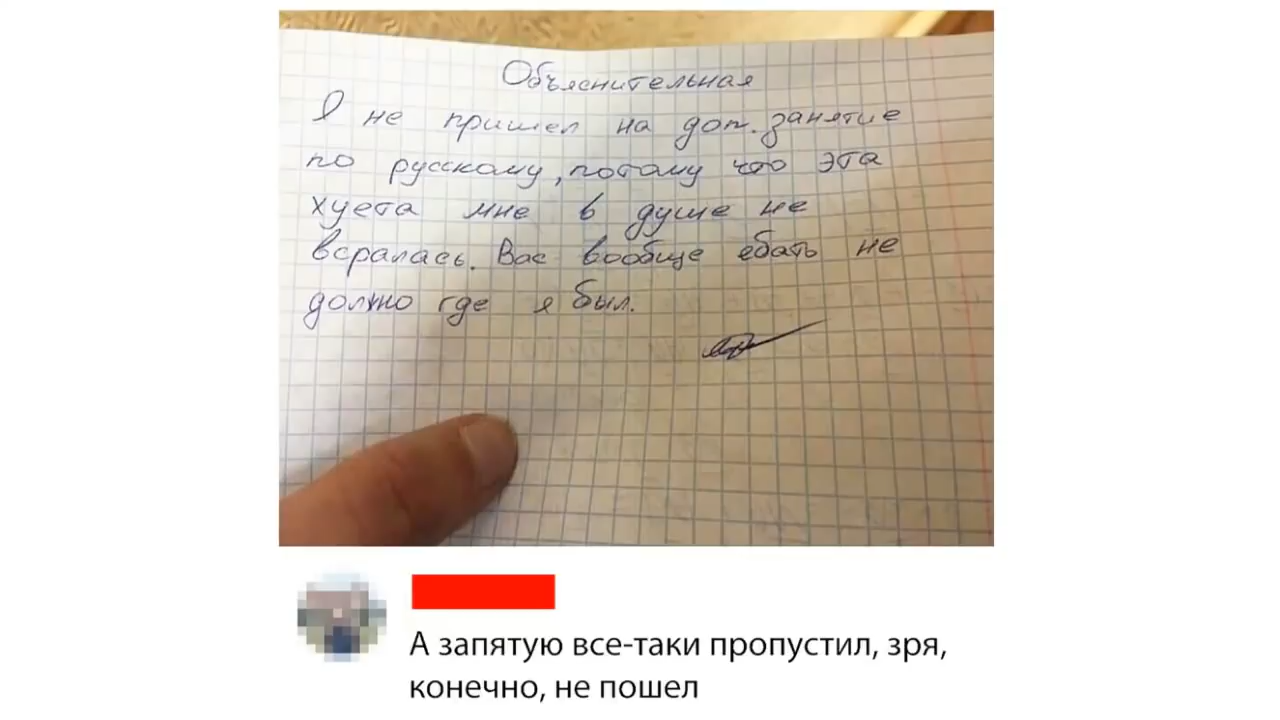 Объяснительная
Я не пришел на доп. занятие
по русскому, потому что эта
хуета мне в душе не
всралась. Вас вообще ебать не
должно где я был.
А запятую все-таки пропустил, зря,
конечно, не пошел